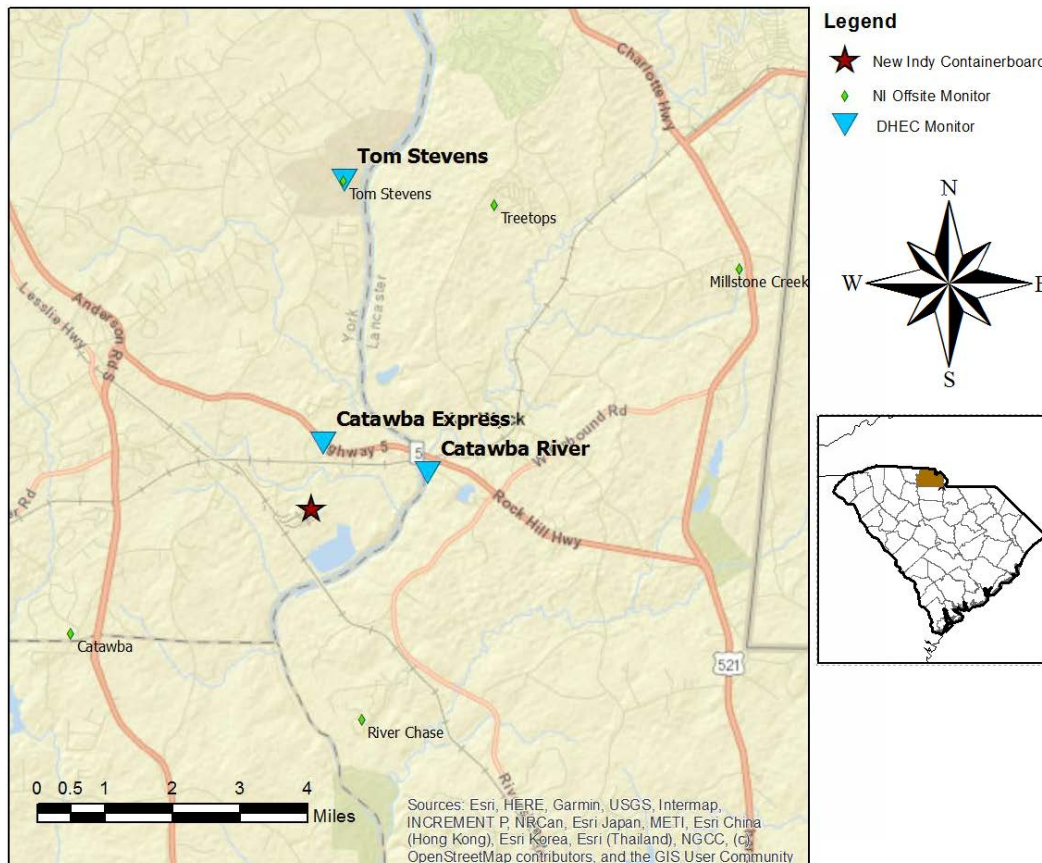 Legend
New Indy Containerboard
NI Offsite Monitor
DHEC Monitor
N
W
E
S
Charlotte Hwy
Tom Stevens
Tom Stevens
Treetops
Millstone Creek
York
Lancaster
Lesslie Hwy
Anderson Rd S
Catawba Express
Highway 5
5
Catawba River
Rock Hill Hwy
Catawba
River Chase
521
0 0.5 1 2 3 4
Miles
Sources: Esri, HERE, Garmin, USGS, Intermap,
INCREMENT P, NRCan, Esri Japan, METI, Esri China
(Hong Kong), Esri Korea, Esri (Thailand), NGCC, (c)
OpenStreetMap contributors, and the GIS User Community